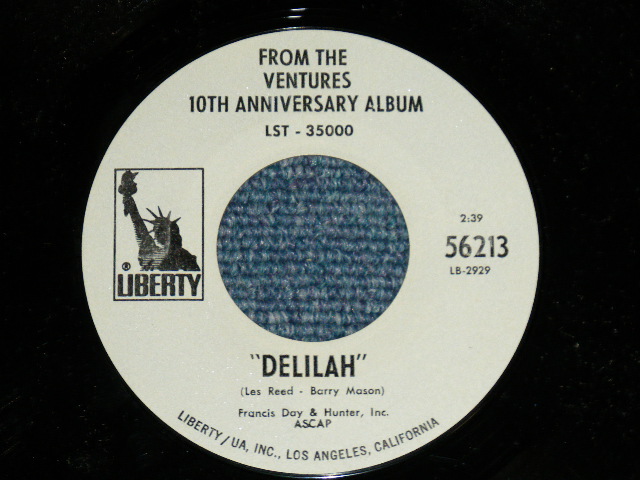 FROM THE
VENTURES
10TH ANNIVERSARY ALBUM
LST - 35000
® LIBERTY
2:39
56213
LB-2929
"DELILAH"
(Les Reed - Barry Mason)
Francis Day & Hunter, Inc.
ASCAP
LIBERTY/UA, INC., LOS ANGELES, CALIFORNIA